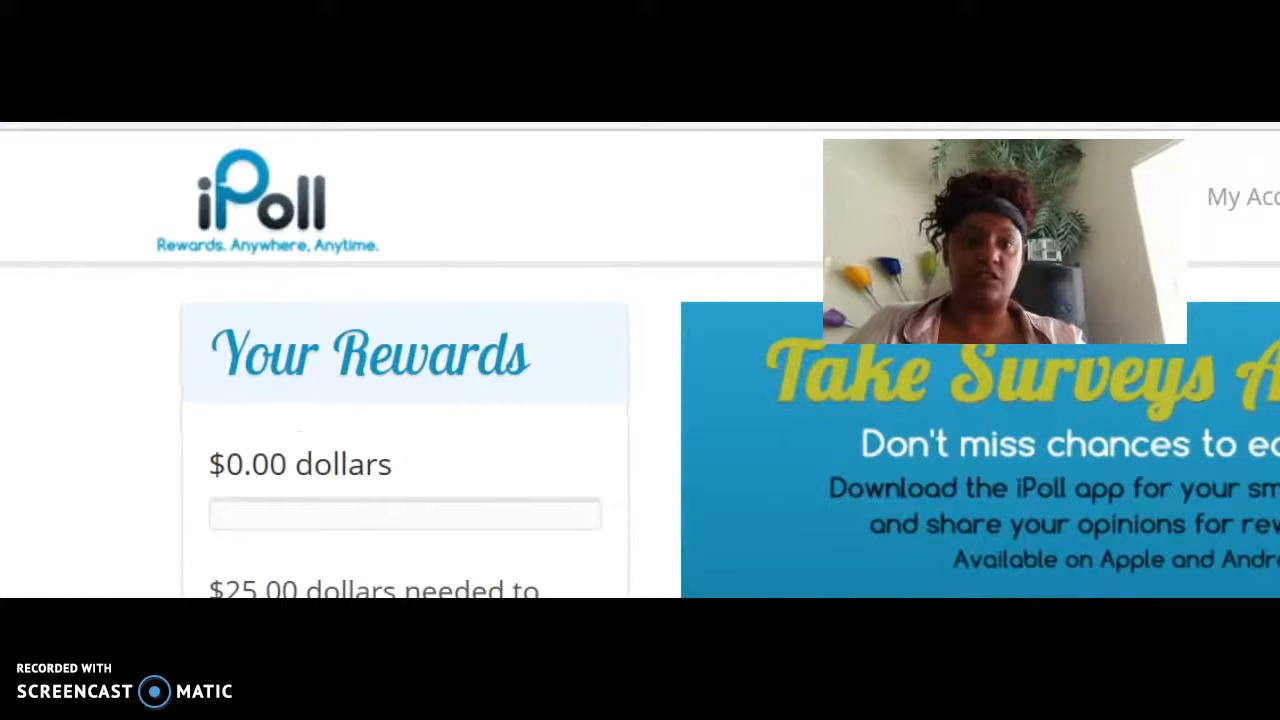 iPoll
Rewards. Anywhere, Anytime.
My Acc
Your Rewards
$0.00 dollars
$25.00 dollars needed to
Take Surveys A
Don't miss chances to ea
Download the iPoll app for your sm
and share your opinions for rew
Available on Apple and Andro
RECORDED WITH
SCREENCAST MATIC